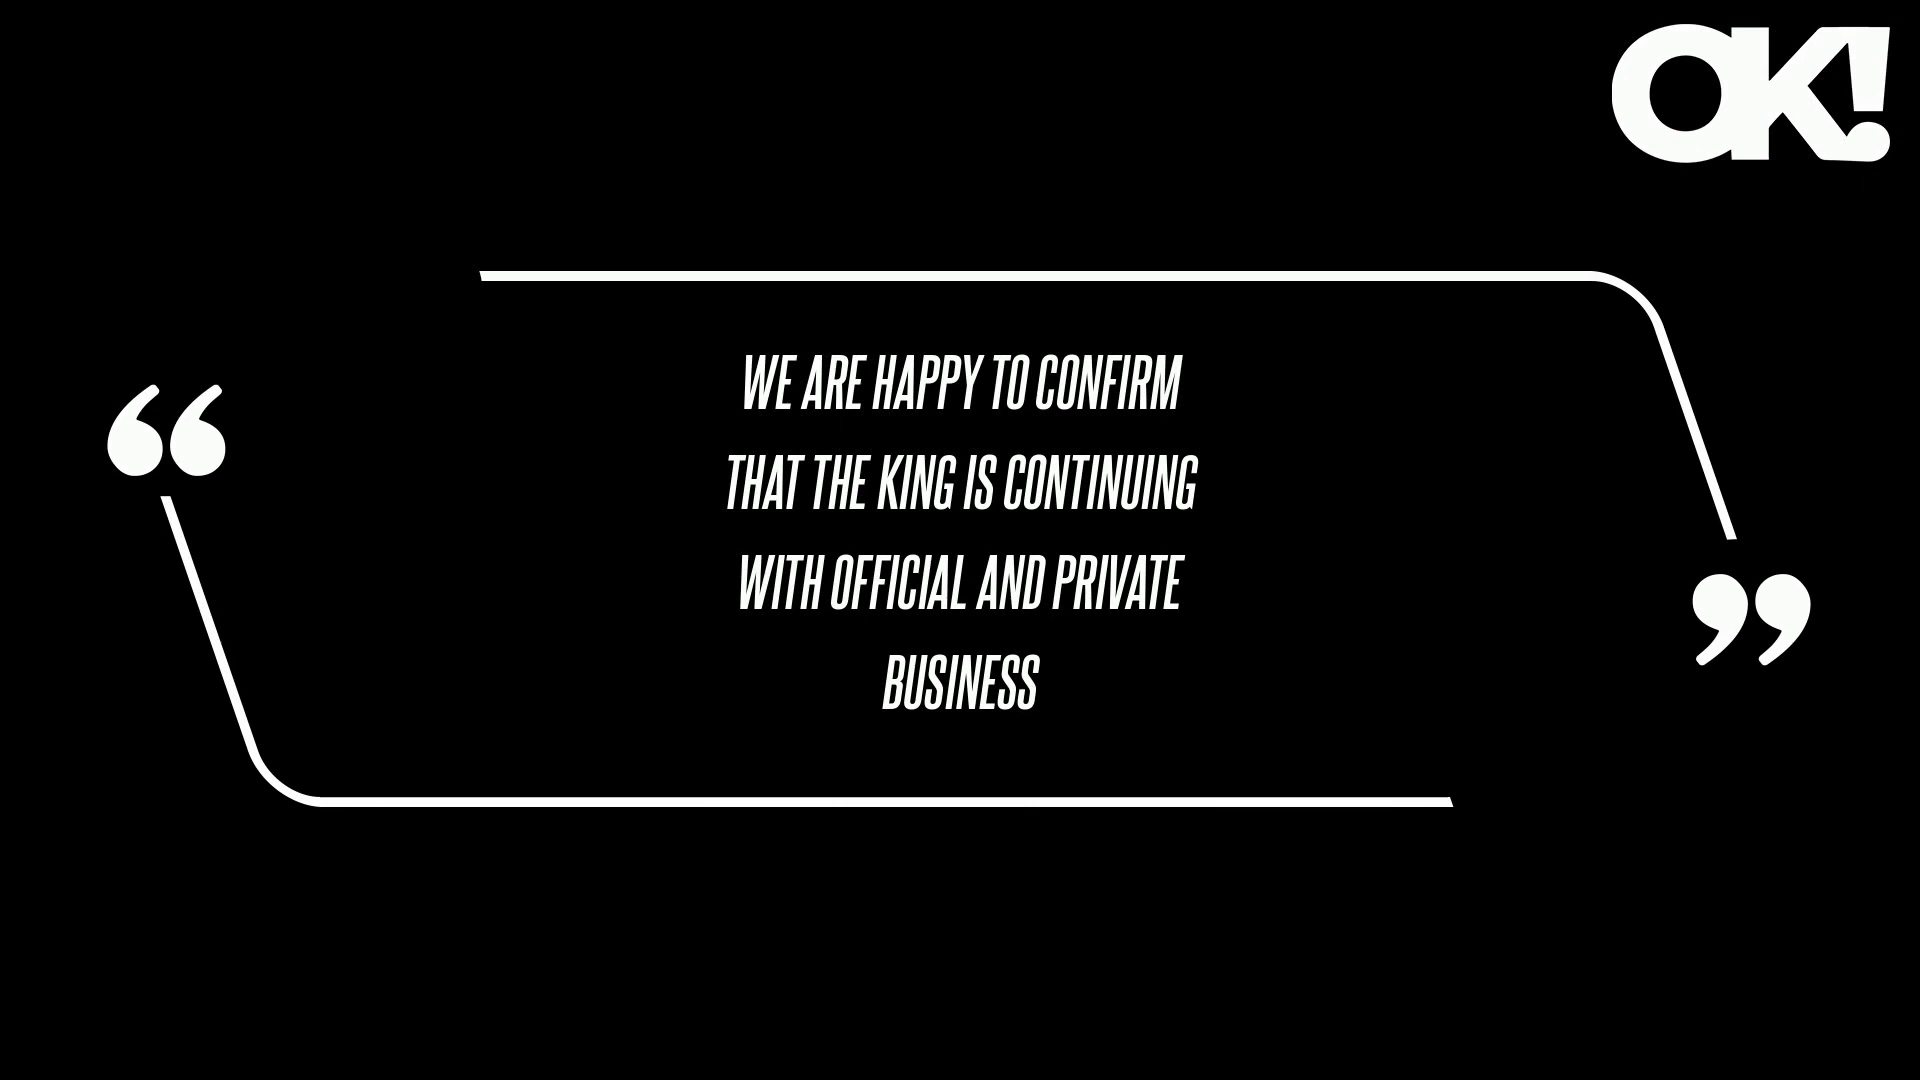 OK!
WE ARE HAPPY TO CONFIRM
THAT THE KING IS CONTINUING
WITH OFFICIAL AND PRIVATE
BUSINESS